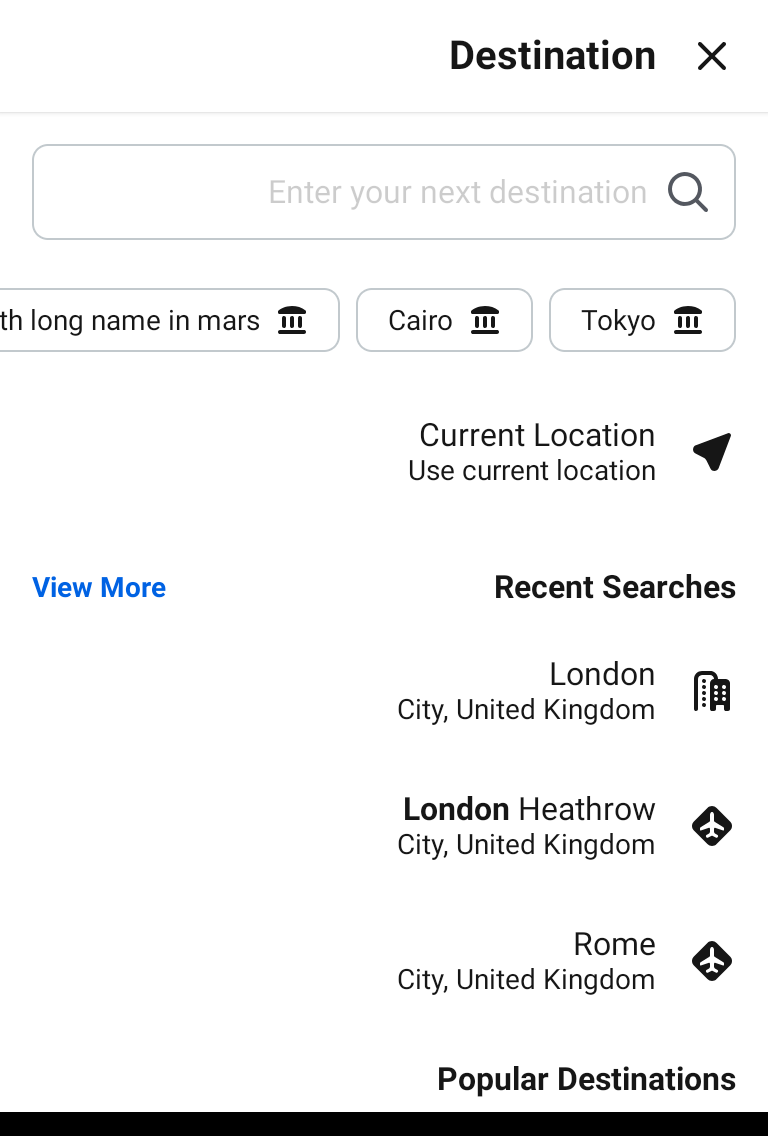 Destination
Enter your next destination
Tokyo
Cairo
th long name in mars
Current Location
Use current location
Recent Searches
View More
London
City, United Kingdom
London Heathrow
City, United Kingdom
Rome
City, United Kingdom
Popular Destinations